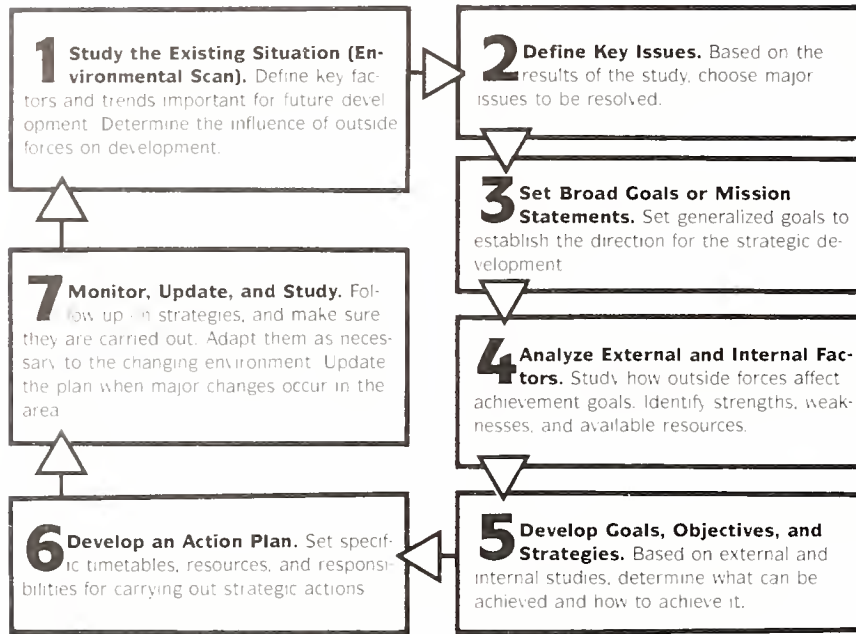 1 Study the Existing Situation (En-
vironmental Scan). Define key fac-
tors and trends important for future devel
opment. Determine the influence of outside
forces on development.
2 Define Key Issues. Based on the
results of the study, choose major
issues to be resolved.
3 Set Broad Goals or Mission
Statements. Set generalized goals to
establish the direction for the strategic de-
velopment
4 Analyze External and Internal Fac-
tors. Study how outside forces affect
achievement goals. Identify strengths, weak-
nesses, and available resources.
5 Develop Goals, Objectives, and
Strategies. Based on external and
internal studies, determine what can be
achieved and how to achieve it.
6 Develop an Action Plan. Set specif-
ic timetables, resources, and responsi-
bilities for carrying out strategic actions
7 Monitor, Update, and Study. Fol-
low up strategies, and make sure
they are carried out. Adapt them as neces-
sary to the changing environment. Update
the plan when major changes occur in the
area